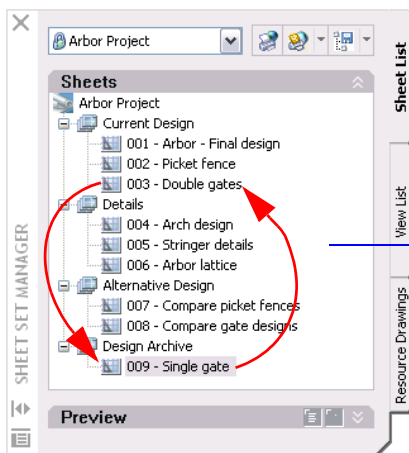 Arbor Project
Sheets
Arbor Project
Current Design
001 - Arbor - Final design
002 - Picket fence
003 - Double gates
Details
004 - Arch design
005 - Stringer details
006 - Arbor lattice
Alternative Design
007 - Compare picket fences
008 - Compare gate designs
Design Archive
009 - Single gate
Preview
SHEET SET MANAGER
Sheet List
View List
Resource Drawings